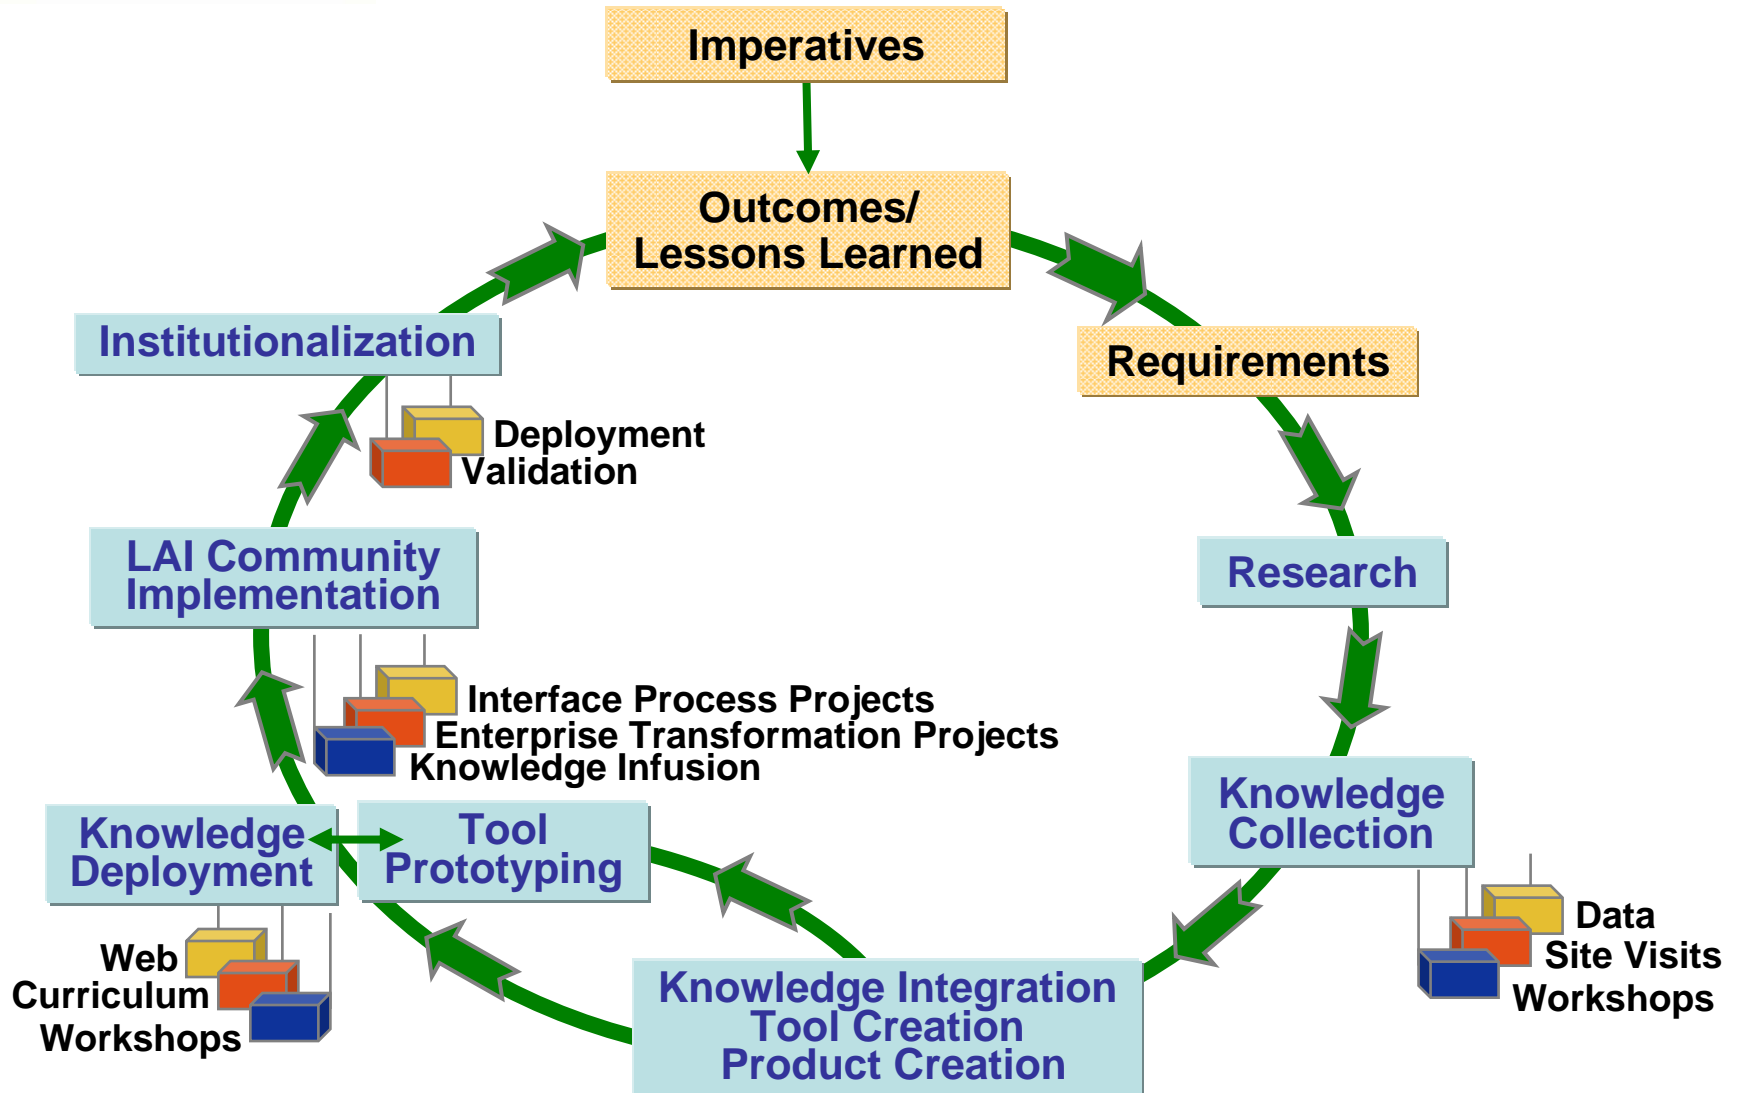 Imperatives
Outcomes/
Lessons Learned
Institutionalization
Requirements
Deployment
Validation
LAI Community
Implementation
Research
Interface Process Projects
Enterprise Transformation Projects
Knowledge Infusion
Knowledge
Collection
Knowledge
Deployment
Tool
Prototyping
Data
Site Visits
Workshops
Web
Curriculum
Workshops
Knowledge Integration
Tool Creation
Product Creation